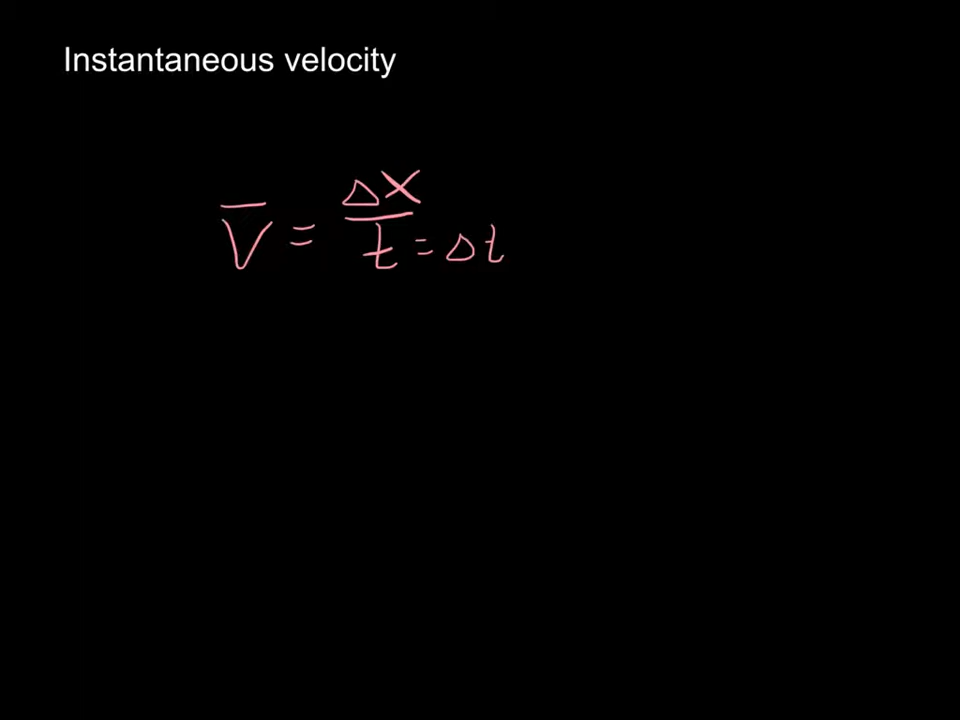 Instantaneous velocity
V̅ = ΔX / t = Δt